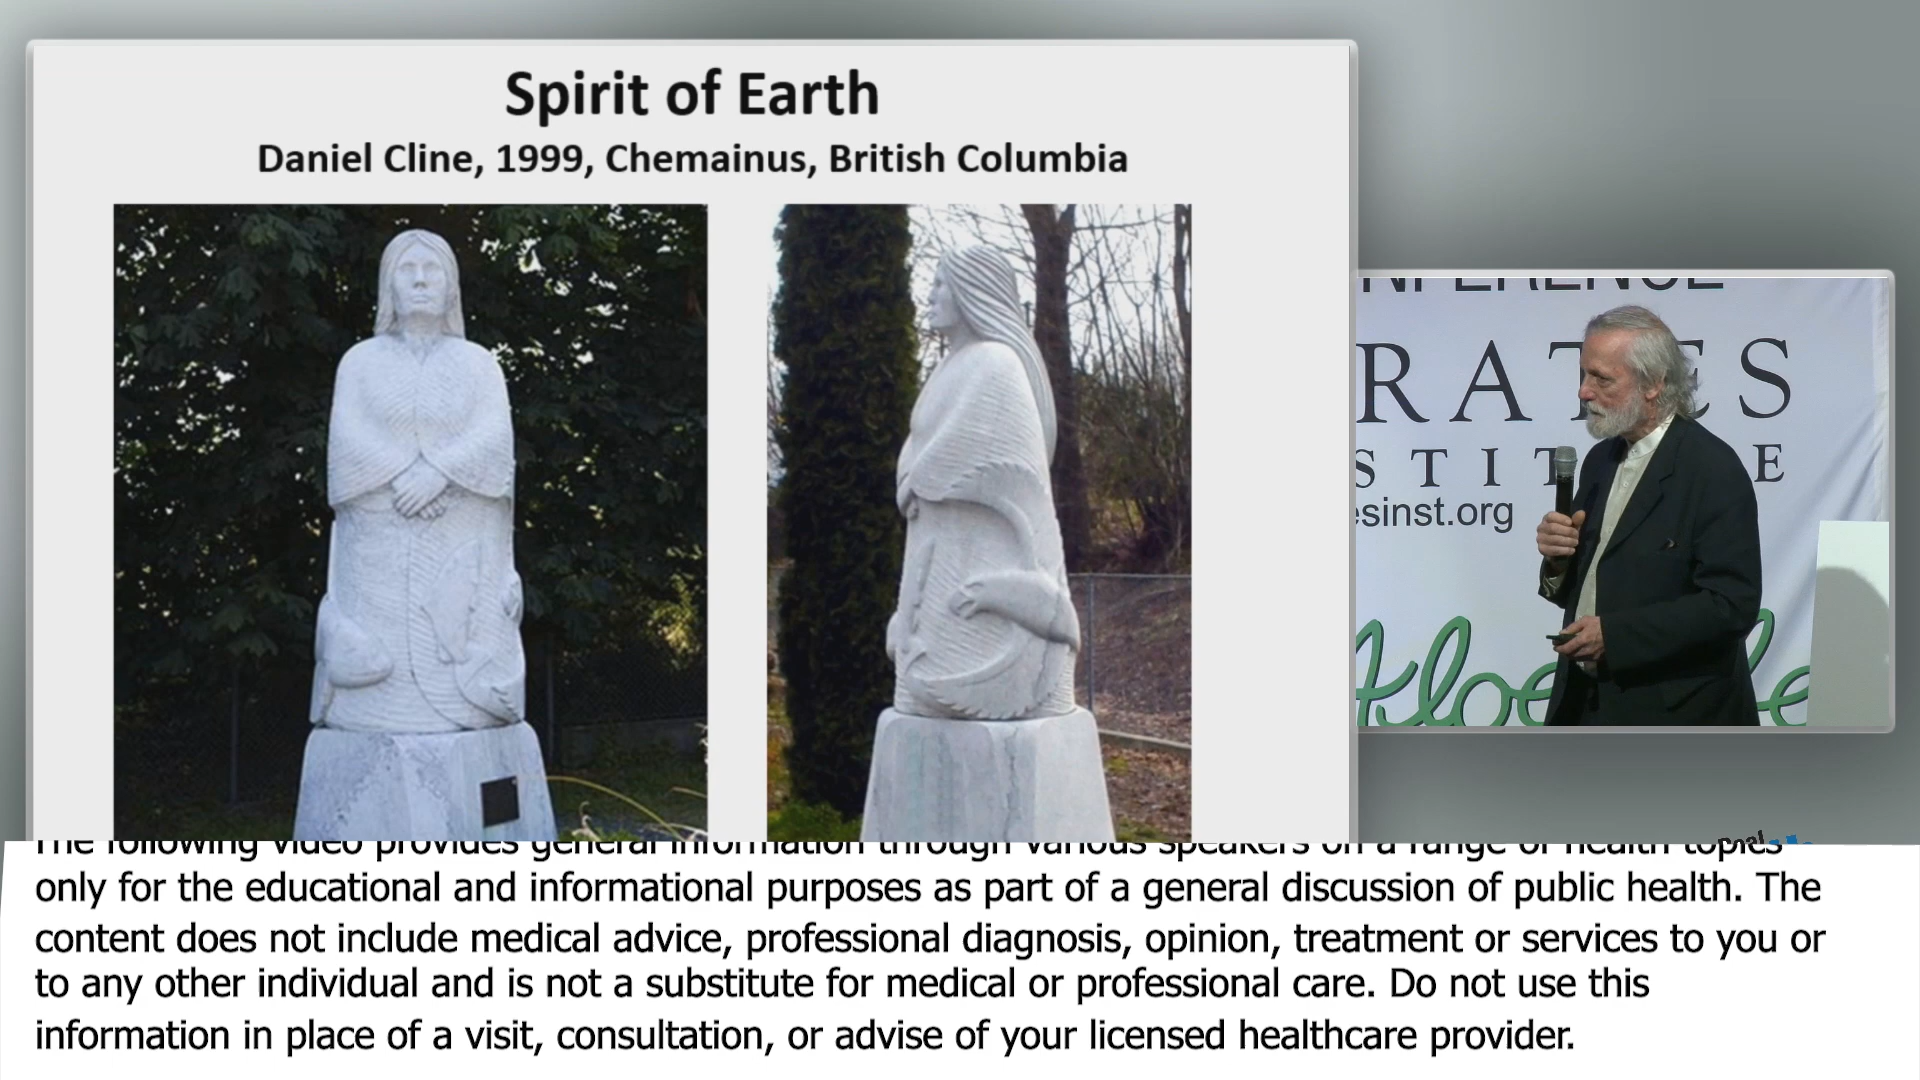 Spirit of Earth
Daniel Cline, 1999, Chemainus, British Columbia
NFERENCE
RATES
STIT E
esinst.org
The following video provides general information through various speakers on a range of health topics
only for the educational and informational purposes as part of a general discussion of public health. The
content does not include medical advice, professional diagnosis, opinion, treatment or services to you or
to any other individual and is not a substitute for medical or professional care. Do not use this
information in place of a visit, consultation, or advise of your licensed healthcare provider.